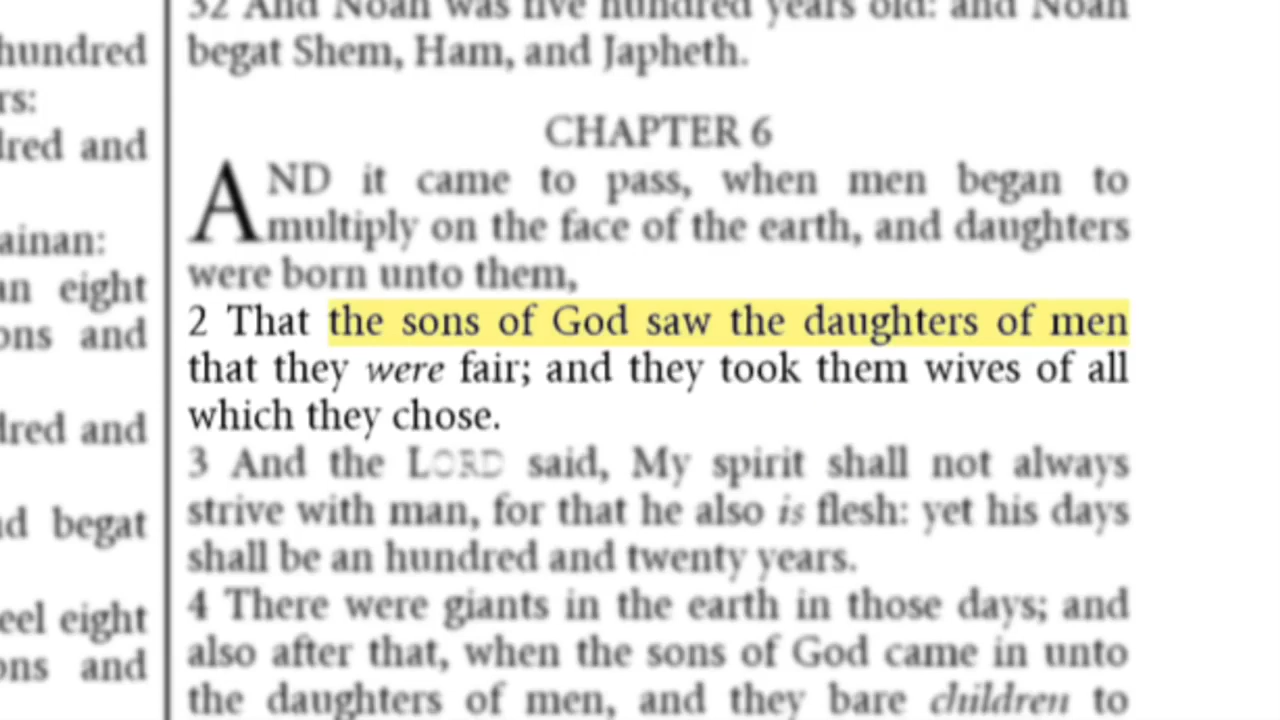 hundred
rs:
dred and
ainan:
an eight
ons and
dred and
nd begat
eel eight
ons and
32 And Noah was five hundred years old: and Noah
begat Shem, Ham, and Japheth.
CHAPTER 6
AND it came to pass, when men began to
multiply on the face of the earth, and daughters
were born unto them,
2 That the sons of God saw the daughters of men
that they were fair; and they took them wives of all
which they chose.
3 And the LORD said, My spirit shall not always
strive with man, for that he also is flesh: yet his days
shall be an hundred and twenty years.
4 There were giants in the earth in those days; and
also after that, when the sons of God came in unto
the daughters of men, and they bare children to